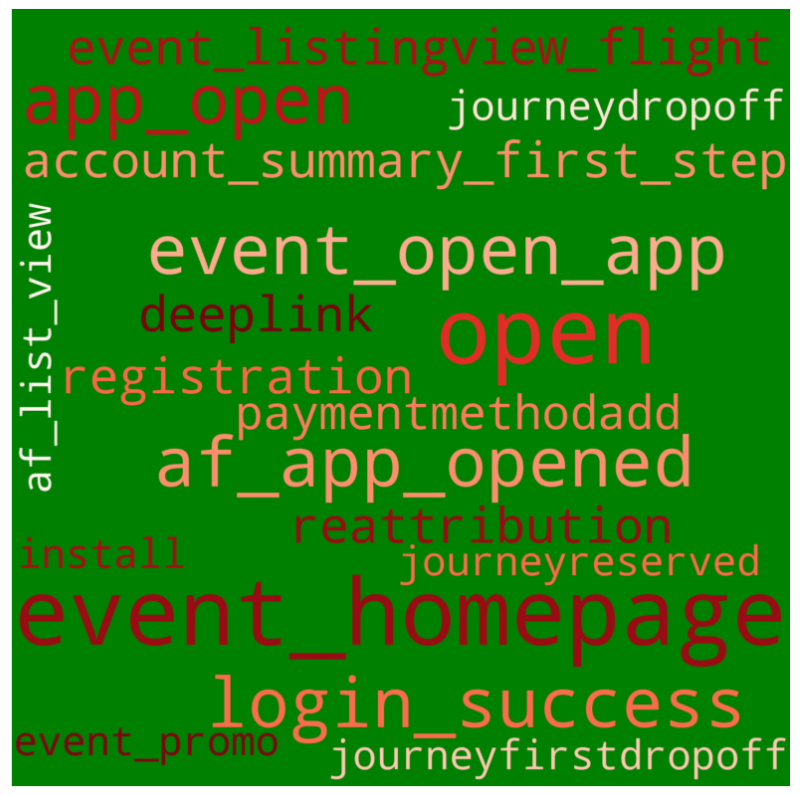 event_listingview_flight
app_open
journeydropoff
account_summary_first_step
af_list_view
event_open_app
deeplink
open
registration
paymentmethodadd
af_app_opened
reattribution
install
journeyreserved
event_homepage
login_success
event_promo
journeyfirstdropoff